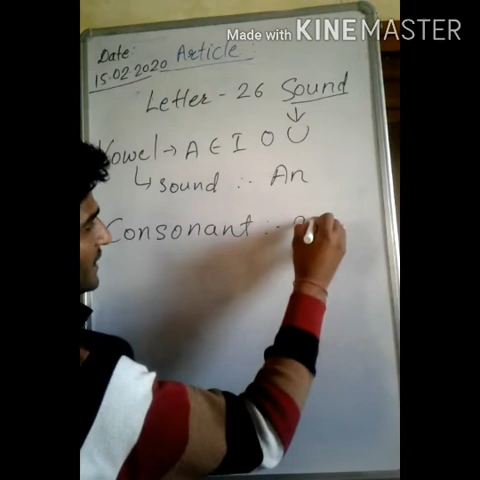 Made with KINEMASTER
Date: Article :
15.02.2020
Letter - 26 Sound
↓
Vowel → A E I O U
↳ Sound :- An
Consonant :-